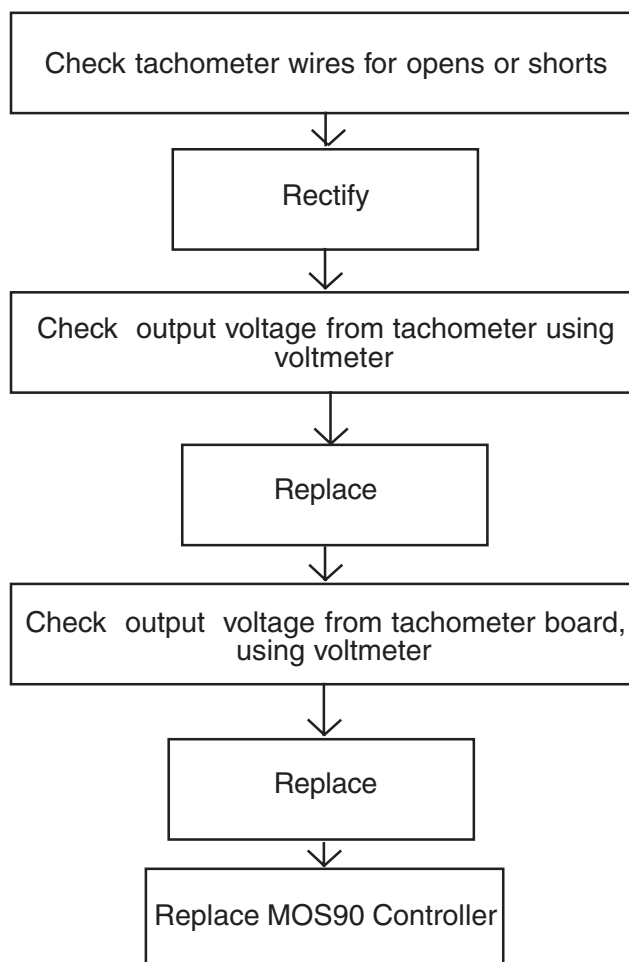 Check tachometer wires for opens or shorts
Rectify
Check output voltage from tachometer using
voltmeter
Replace
Check output voltage from tachometer board,
using voltmeter
Replace
Replace MOS90 Controller